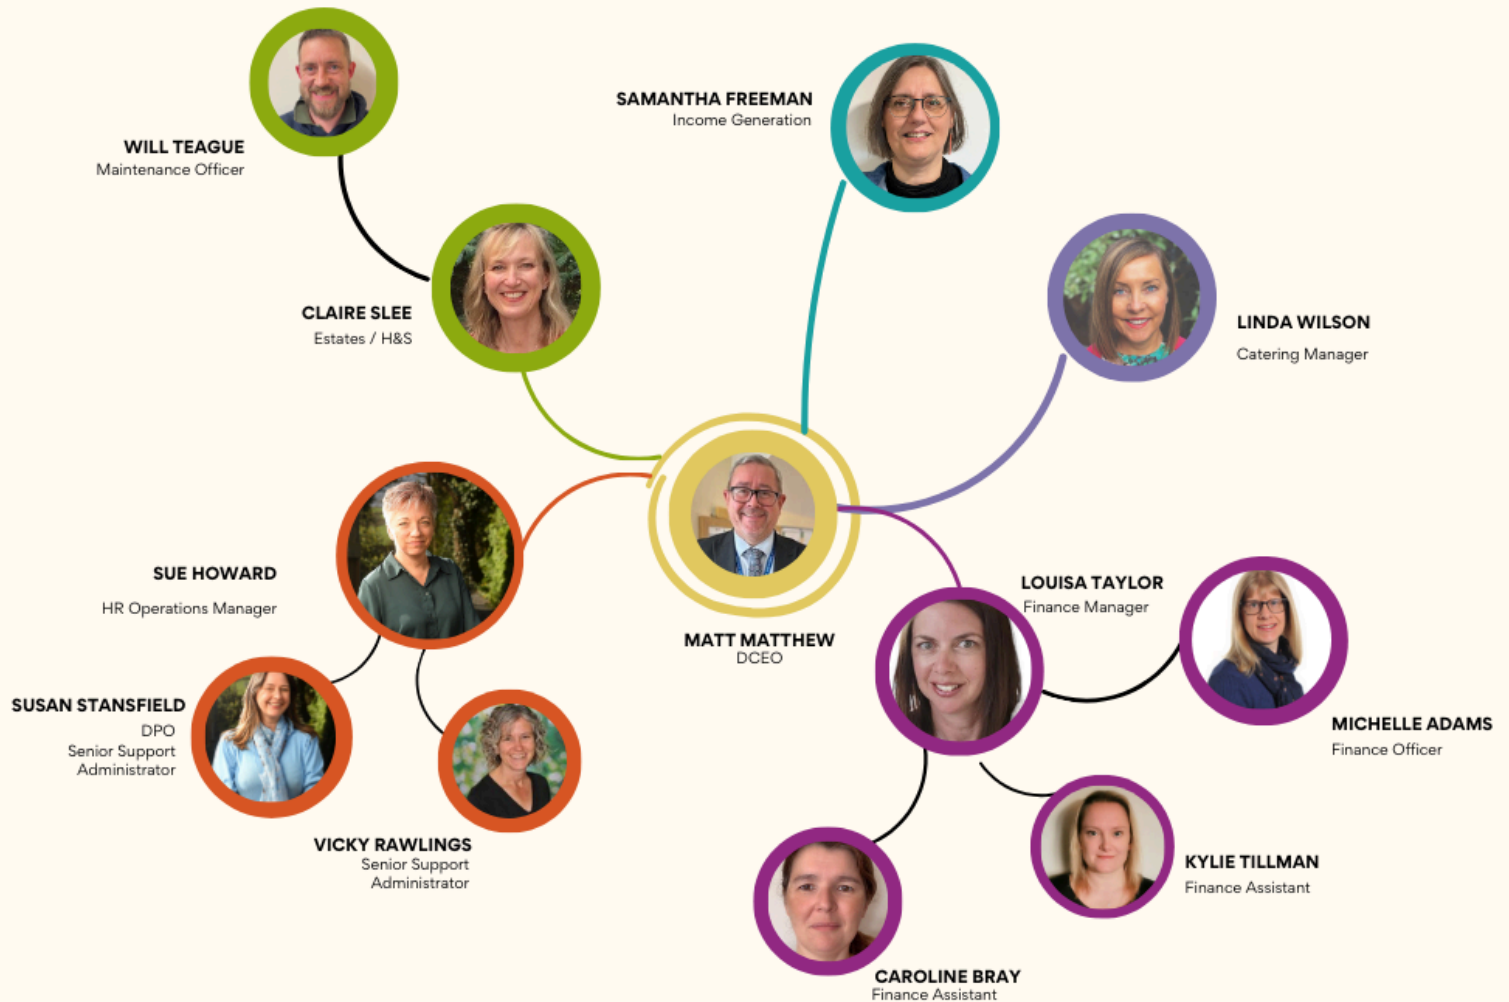 SAMANTHA FREEMAN
Income Generation
WILL TEAGUE
Maintenance Officer
CLAIRE SLEE
Estates / H&S
LINDA WILSON
Catering Manager
SUE HOWARD
HR Operations Manager
MATT MATTHEW
DCEO
LOUISA TAYLOR
Finance Manager
SUSAN STANSFIELD
DPO
Senior Support
Administrator
MICHELLE ADAMS
Finance Officer
VICKY RAWLINGS
Senior Support
Administrator
KYLIE TILLMAN
Finance Assistant
CAROLINE BRAY
Finance Assistant